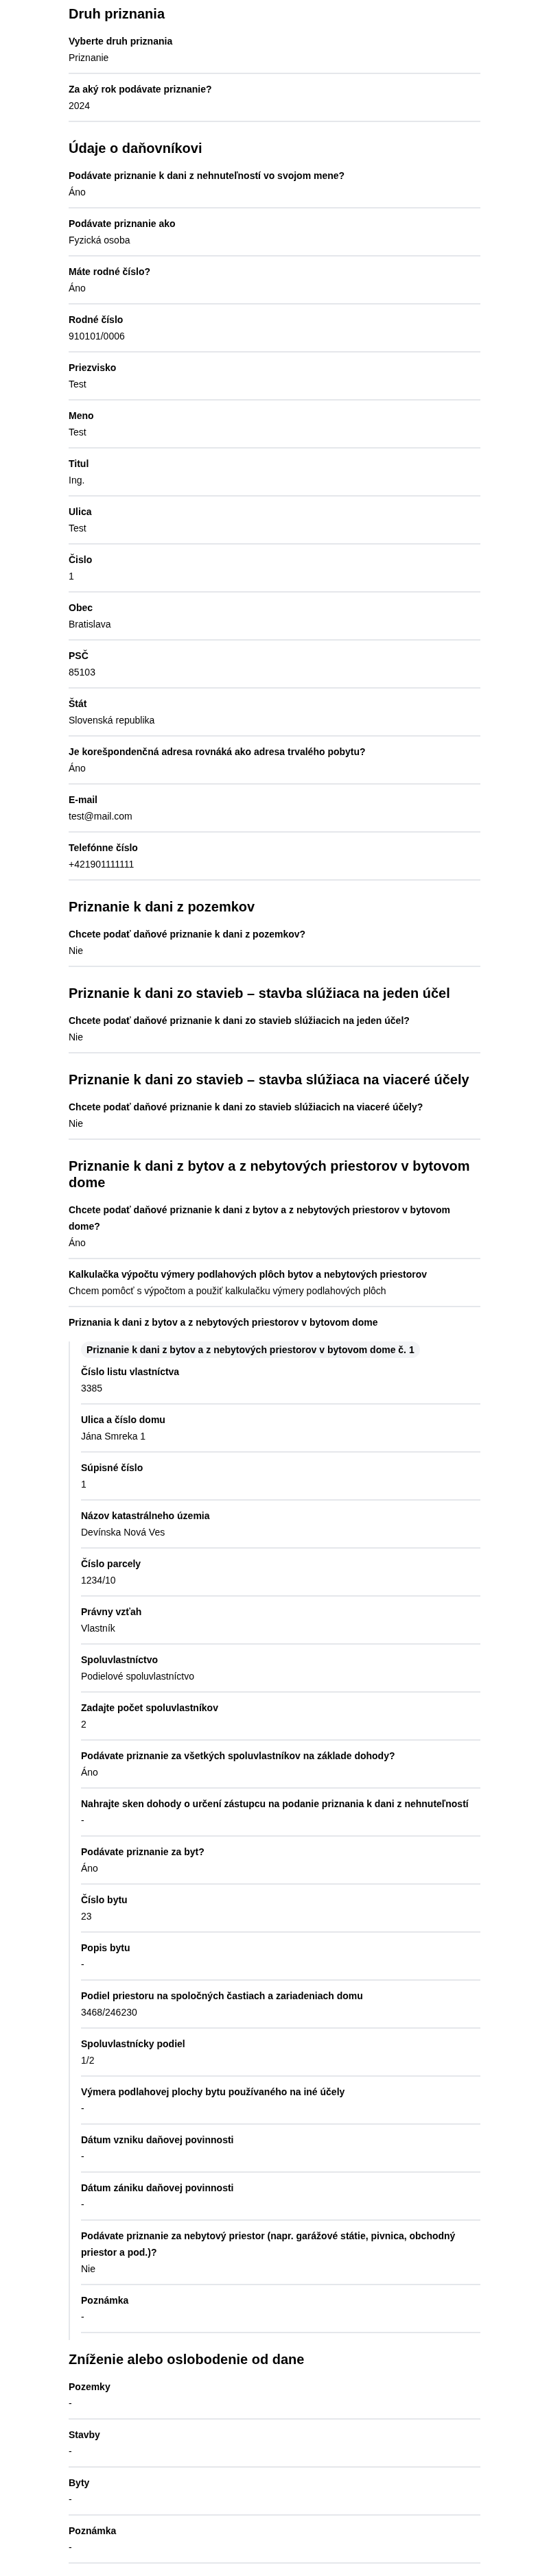 Druh priznania
Vyberte druh priznania
Priznanie
Za aký rok podávate priznanie?
2024
Údaje o daňovníkovi
Podávate priznanie k dani z nehnuteľností vo svojom mene?
Áno
Podávate priznanie ako
Fyzická osoba
Máte rodné číslo?
Áno
Rodné číslo
910101/0006
Priezvisko
Test
Meno
Test
Titul
Ing.
Ulica
Test
Čislo
1
Obec
Bratislava
PSČ
85103
Štát
Slovenská republika
Je korešpondenčná adresa rovnáká ako adresa trvalého pobytu?
Áno
E-mail
test@mail.com
Telefónne číslo
+421901111111
Priznanie k dani z pozemkov
Chcete podať daňové priznanie k dani z pozemkov?
Nie
Priznanie k dani zo stavieb – stavba slúžiaca na jeden účel
Chcete podať daňové priznanie k dani zo stavieb slúžiacich na jeden účel?
Nie
Priznanie k dani zo stavieb – stavba slúžiaca na viaceré účely
Chcete podať daňové priznanie k dani zo stavieb slúžiacich na viaceré účely?
Nie
Priznanie k dani z bytov a z nebytových priestorov v bytovom
dome
Chcete podať daňové priznanie k dani z bytov a z nebytových priestorov v bytovom
dome?
Áno
Kalkulačka výpočtu výmery podlahových plôch bytov a nebytových priestorov
Chcem pomôcť s výpočtom a použiť kalkulačku výmery podlahových plôch
Priznania k dani z bytov a z nebytových priestorov v bytovom dome
Priznanie k dani z bytov a z nebytových priestorov v bytovom dome č. 1
Číslo listu vlastníctva
3385
Ulica a číslo domu
Jána Smreka 1
Súpisné číslo
1
Názov katastrálneho územia
Devínska Nová Ves
Číslo parcely
1234/10
Právny vzťah
Vlastník
Spoluvlastníctvo
Podielové spoluvlastníctvo
Zadajte počet spoluvlastníkov
2
Podávate priznanie za všetkých spoluvlastníkov na základe dohody?
Áno
Nahrajte sken dohody o určení zástupcu na podanie priznania k dani z nehnuteľností
-
Podávate priznanie za byt?
Áno
Číslo bytu
23
Popis bytu
-
Podiel priestoru na spoločných častiach a zariadeniach domu
3468/246230
Spoluvlastnícky podiel
1/2
Výmera podlahovej plochy bytu používaného na iné účely
-
Dátum vzniku daňovej povinnosti
-
Dátum zániku daňovej povinnosti
-
Podávate priznanie za nebytový priestor (napr. garážové státie, pivnica, obchodný
priestor a pod.)?
Nie
Poznámka
-
Zníženie alebo oslobodenie od dane
Pozemky
-
Stavby
-
Byty
-
Poznámka
-